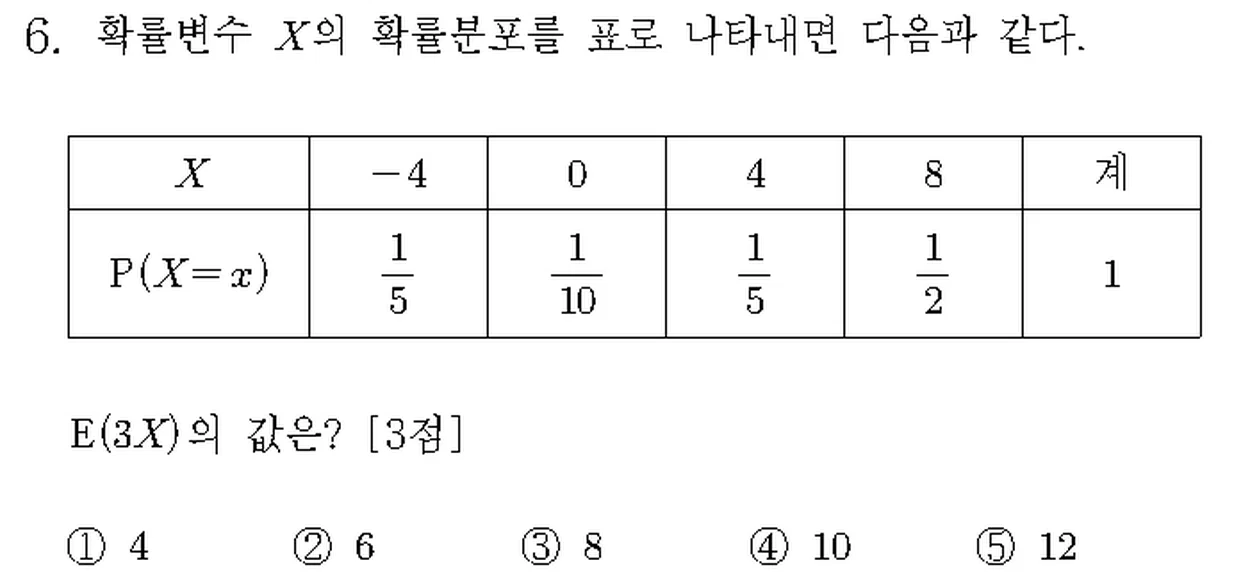 6. 확률변수 X의 확률분포를 표로 나타내면 다음과 같다.
X −4 0 4 8 계
P(X=x) 1/5 1/10 1/5 1/2 1
E(3X)의 값은? [3점]
① 4 ② 6 ③ 8 ④ 10 ⑤ 12